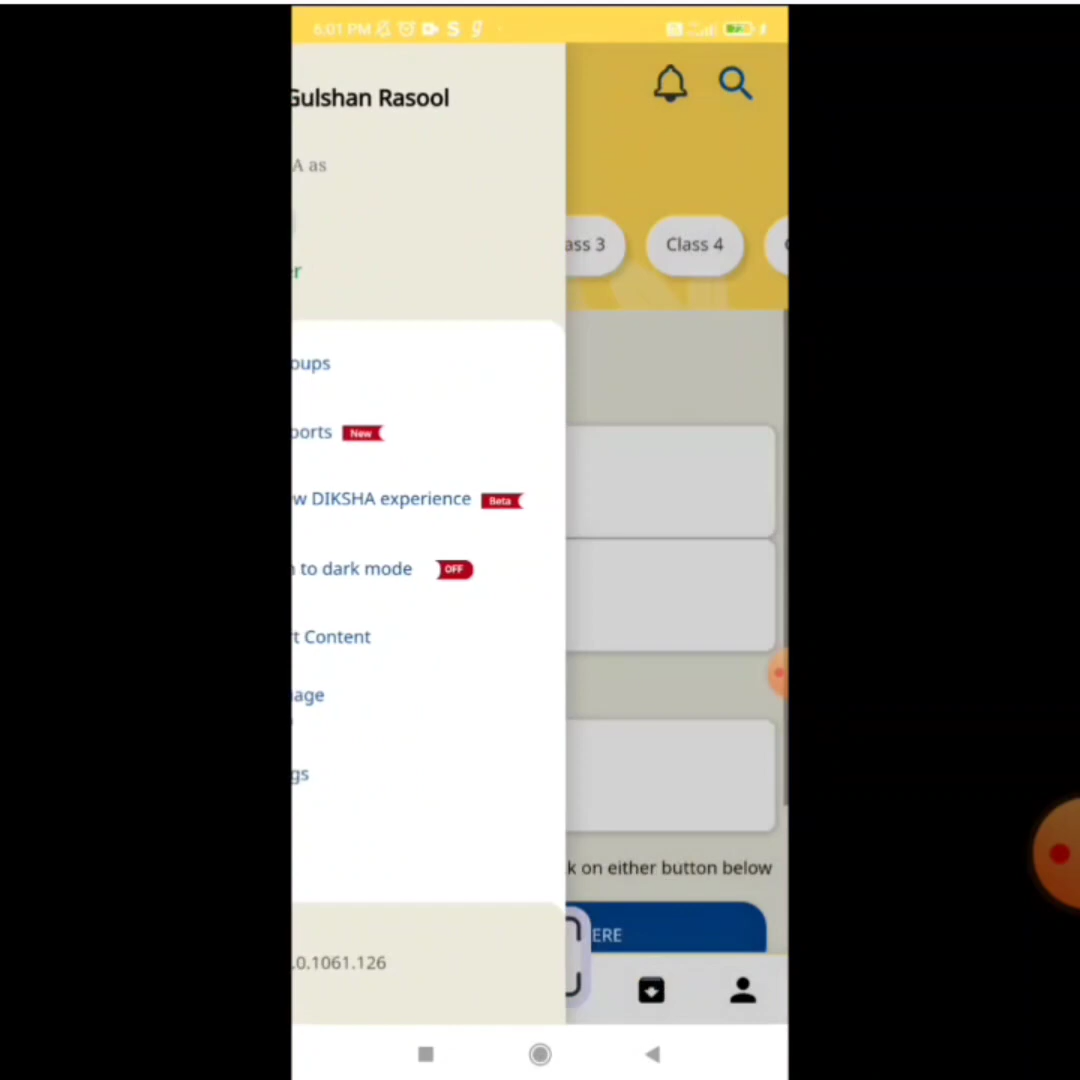 6:01 PM
Gulshan Rasool
A as
r
ass 3
Class 4
oups
ports New
w DIKSHA experience Beta
to dark mode OFF
t Content
age
gs
k on either button below
ERE
.0.1061.126